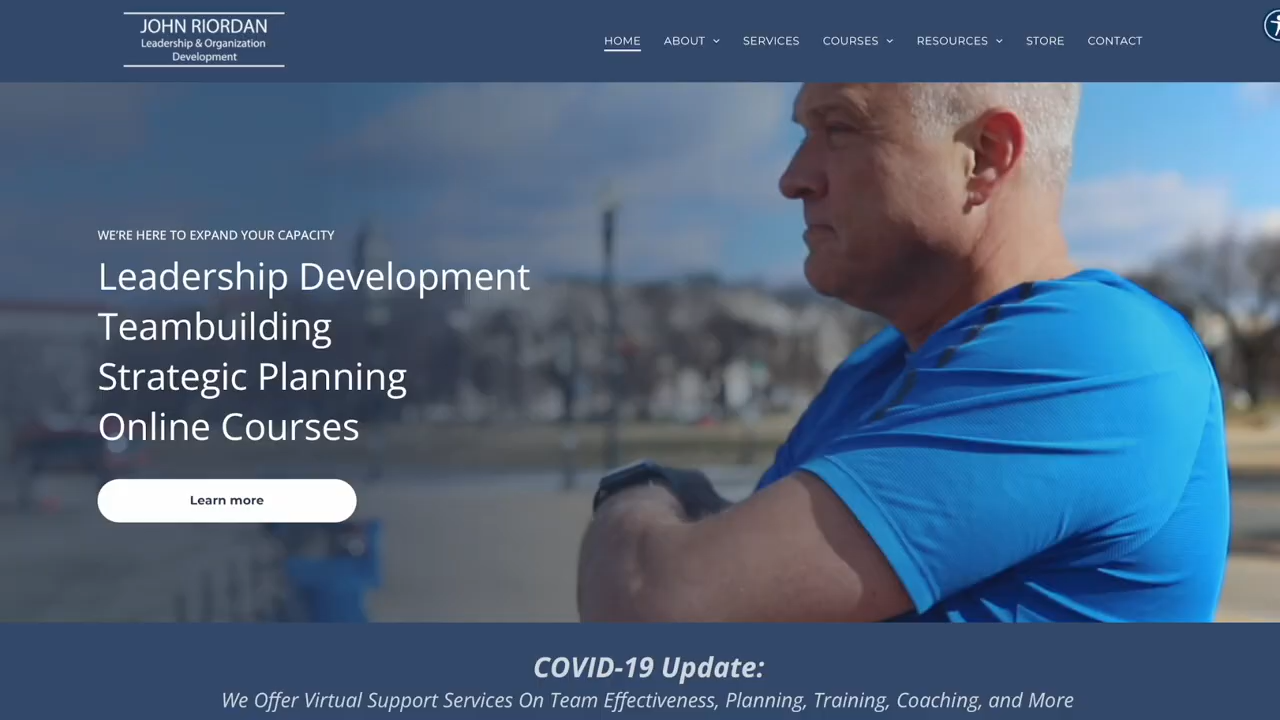 JOHN RIORDAN
Leadership & Organization
Development
HOME ABOUT SERVICES COURSES RESOURCES STORE CONTACT
WE'RE HERE TO EXPAND YOUR CAPACITY
Leadership Development
Teambuilding
Strategic Planning
Online Courses
Learn more
COVID-19 Update:
We Offer Virtual Support Services On Team Effectiveness, Planning, Training, Coaching, and More